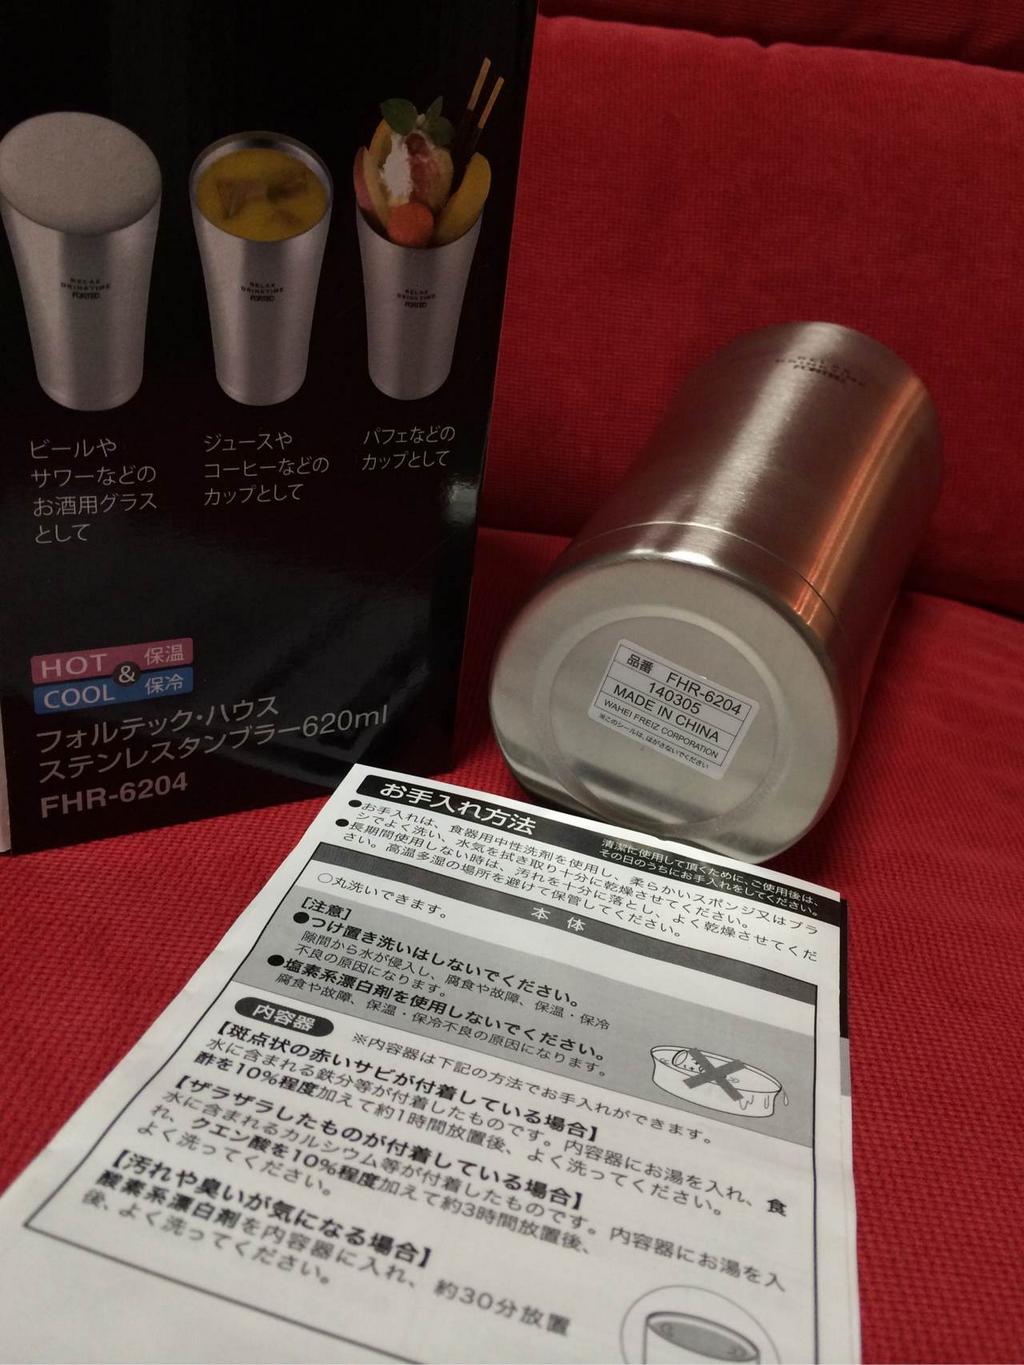 RELAX
DRINKTIME
FORTEC
RELAX
DRINKTIME
FORTEC
RELAX
DRINKTIME
FORTEC
ビールや
サワーなどの
お酒用グラス
として
ジュースや
コーヒーなどの
カップとして
パフェなどの
カップとして
HOT 保温
&
COOL 保冷
フォルテック・ハウス
ステンレスタンブラー620ml
FHR-6204
RELAX
DRINKTIME
FORTEC
品番 FHR-6204
140305
MADE IN CHINA
WAHEI FREIZ CORPORATION
※このシールは、はがさないでください
お手入れ方法
清潔に使用して頂くために、ご使用後は、
その日のうちにお手入れをしてください。
●お手入れは、食器用中性洗剤を使用し、柔らかいスポンジ又はブラ
シでよく洗い、水気を拭き取り十分に乾燥させてください。
●長期間使用しない時は、汚れを十分に落とし、よく乾燥させてくだ
さい。高温多湿の場所を避けて保管してください。
本体
○丸洗いできます。
【注意】
●つけ置き洗いはしないでください。
隙間から水が侵入し、腐食や故障、保温・保冷
不良の原因になります。
●塩素系漂白剤を使用しないでください。
腐食や故障、保温・保冷不良の原因になります。
内容器 ※内容器は下記の方法でお手入れができます。
【斑点状の赤いサビが付着している場合】
水に含まれる鉄分等が付着したものです。内容器にお湯を入れ、食
酢を10%程度加えて約1時間放置後、よく洗ってください。
【ザラザラしたものが付着している場合】
水に含まれるカルシウム等が付着したものです。内容器にお湯を入
れ、クエン酸を10%程度加えて約3時間放置後、
よく洗ってください。
【汚れや臭いが気になる場合】
酸素系漂白剤を内容器に入れ、約30分放置
後、よく洗ってください。